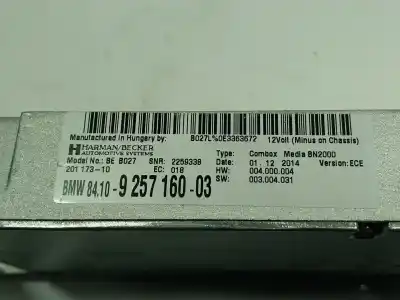 Manufactured in Hungary by: B027L%0E3363672 12Volt (Minus on Chassis)
HARMAN/BECKER
AUTOMOTIVE SYSTEMS
Type: Combox Media BN2000
Date: 01. 12 2014 Version: ECE
Model No.: BE B027 SNR: 2259339
201 173-10 EC: 018 HW: 004.000.004
SW: 003.004.031
BMW 84.10 - 9 257 160 - 03